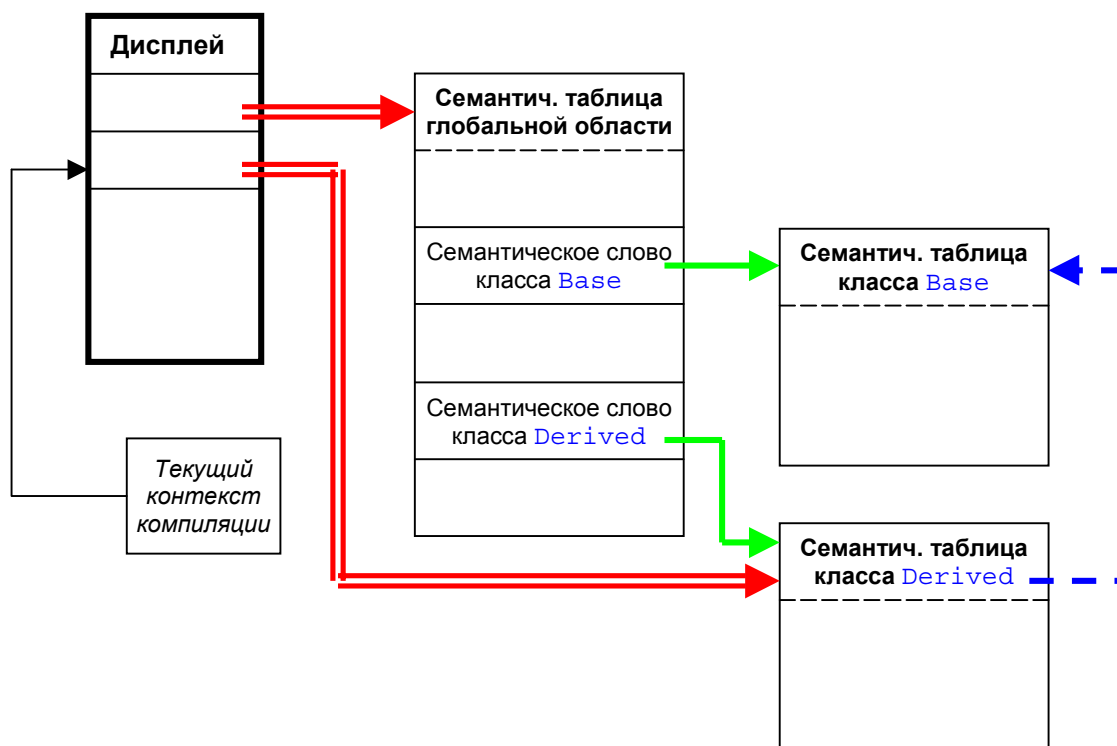 Дисплей
Семантич. таблица
глобальной области
Семантическое слово
класса Base
Семантич. таблица
класса Base
Семантическое слово
класса Derived
Текущий
контекст
компиляции
Семантич. таблица
класса Derived